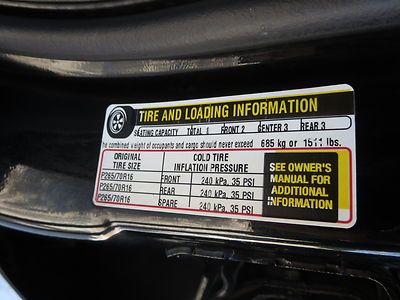 TIRE AND LOADING INFORMATION
SEATING CAPACITY TOTAL FRONT 2 CENTER 3 REAR 3
The combined weight of occupants and cargo should never exceed 685 kg or 1511 lbs.
ORIGINAL TIRE SIZE COLD TIRE INFLATION PRESSURE
P265/70R16 FRONT 240 kPa, 35 PSI
P265/70R16 REAR 240 kPa, 35 PSI
P265/70R16 SPARE 240 kPa, 35 PSI
SEE OWNER'S
MANUAL FOR
ADDITIONAL
INFORMATION